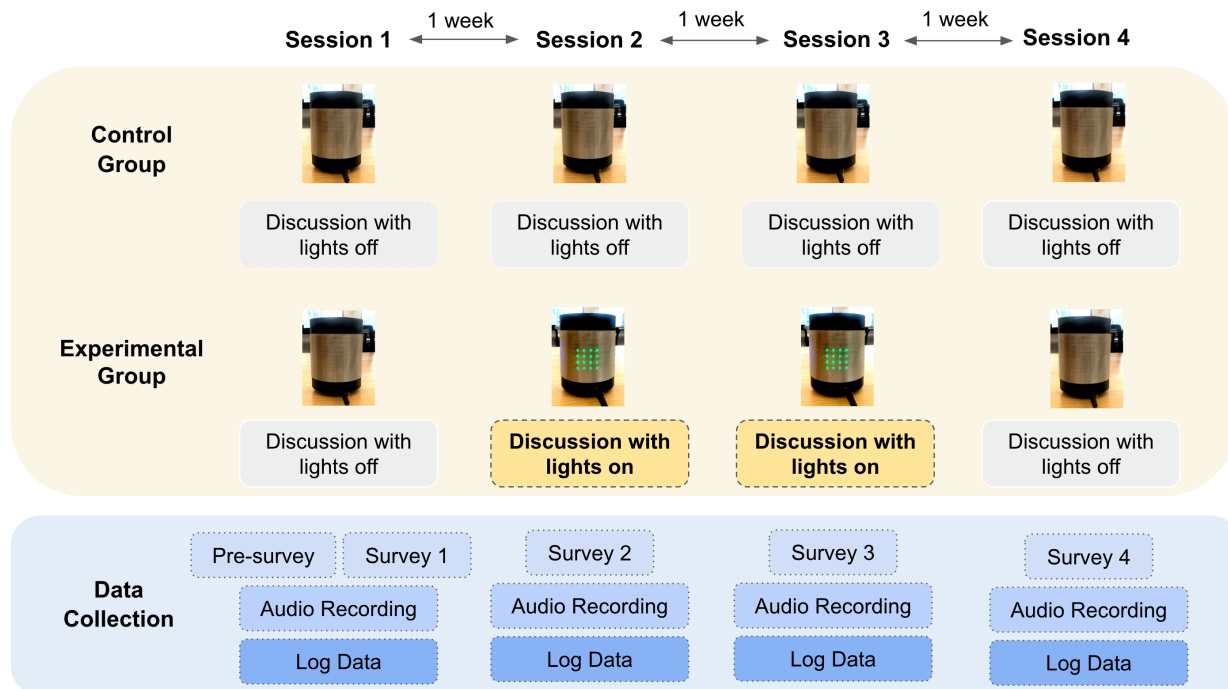 1 week
1 week
1 week
Session 1
Session 2
Session 3
Session 4
Control
Group
Discussion with
lights off
Discussion with
lights off
Discussion with
lights off
Discussion with
lights off
Experimental
Group
Discussion with
lights off
Discussion with
lights on
Discussion with
lights on
Discussion with
lights off
Data
Collection
Pre-survey
Survey 1
Survey 2
Survey 3
Survey 4
Audio Recording
Audio Recording
Audio Recording
Audio Recording
Log Data
Log Data
Log Data
Log Data